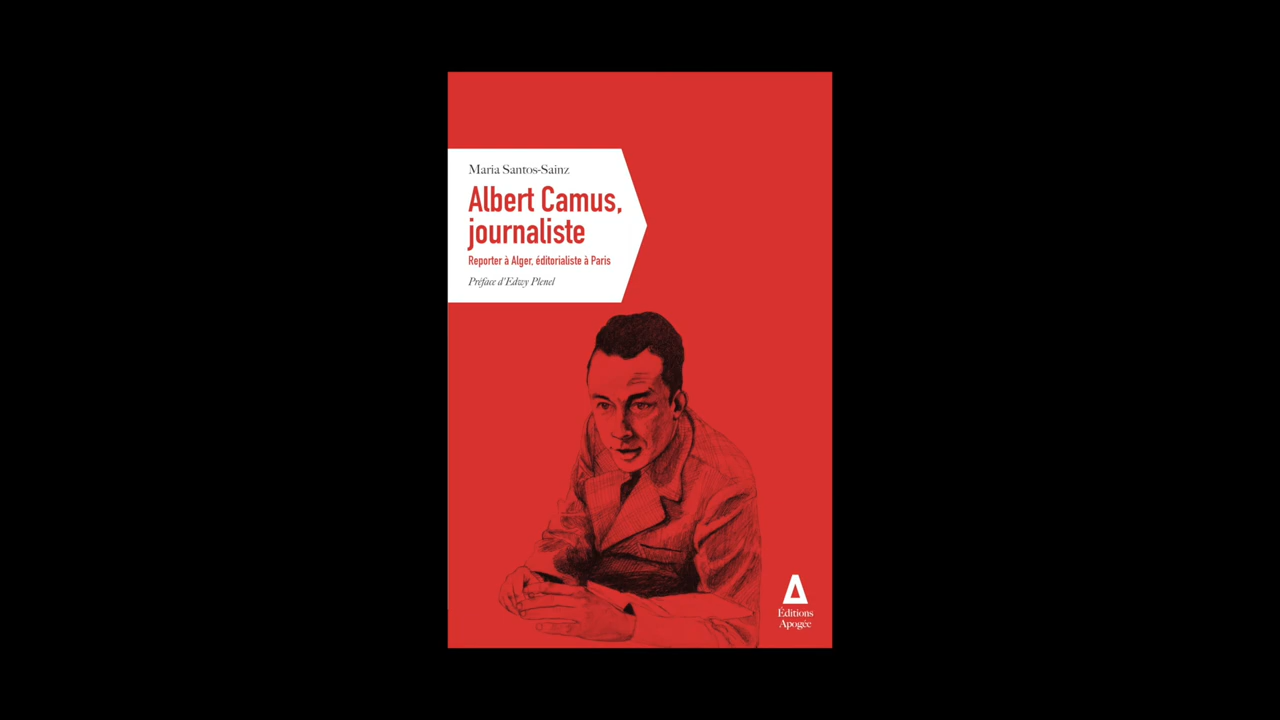 Maria Santos-Sainz
Albert Camus,
journaliste
Reporter à Alger, éditorialiste à Paris
Préface d'Edwy Plenel
Éditions
Apogée